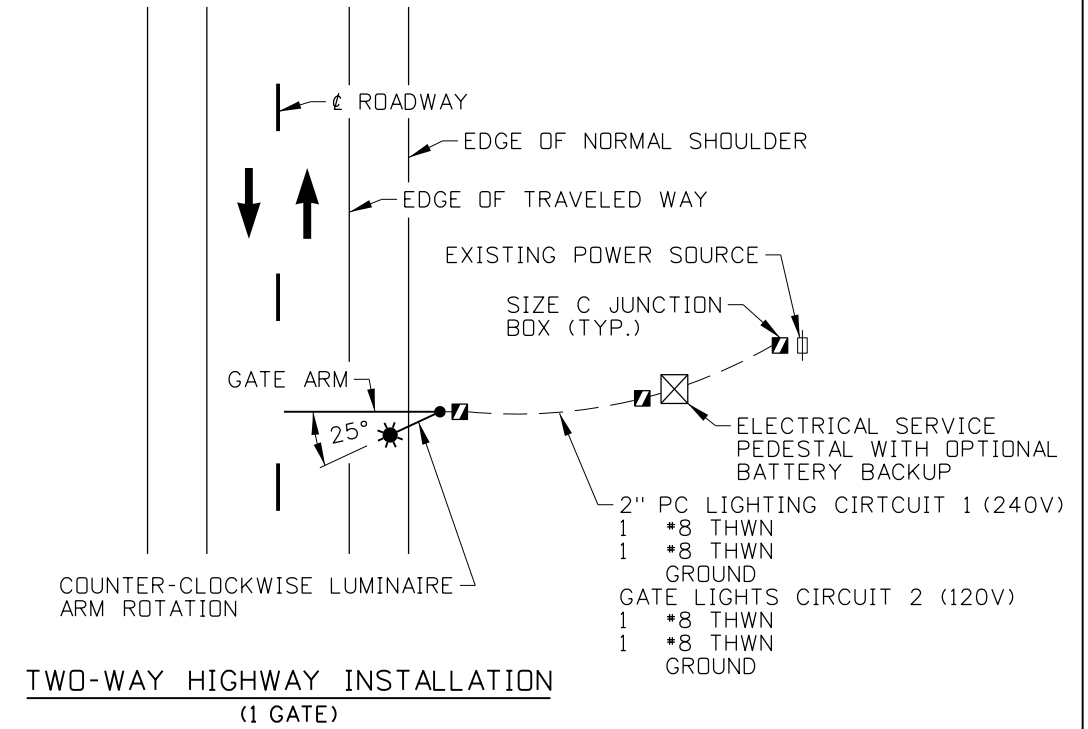 ℄ ROADWAY
EDGE OF NORMAL SHOULDER
EDGE OF TRAVELED WAY
EXISTING POWER SOURCE
SIZE C JUNCTION
BOX (TYP.)
GATE ARM
25°
ELECTRICAL SERVICE
PEDESTAL WITH OPTIONAL
BATTERY BACKUP
2" PC LIGHTING CIRTCUIT 1 (240V)
1 #8 THWN
1 #8 THWN
GROUND
GATE LIGHTS CIRCUIT 2 (120V)
1 #8 THWN
1 #8 THWN
GROUND
COUNTER-CLOCKWISE LUMINAIRE
ARM ROTATION
TWO-WAY HIGHWAY INSTALLATION
(1 GATE)